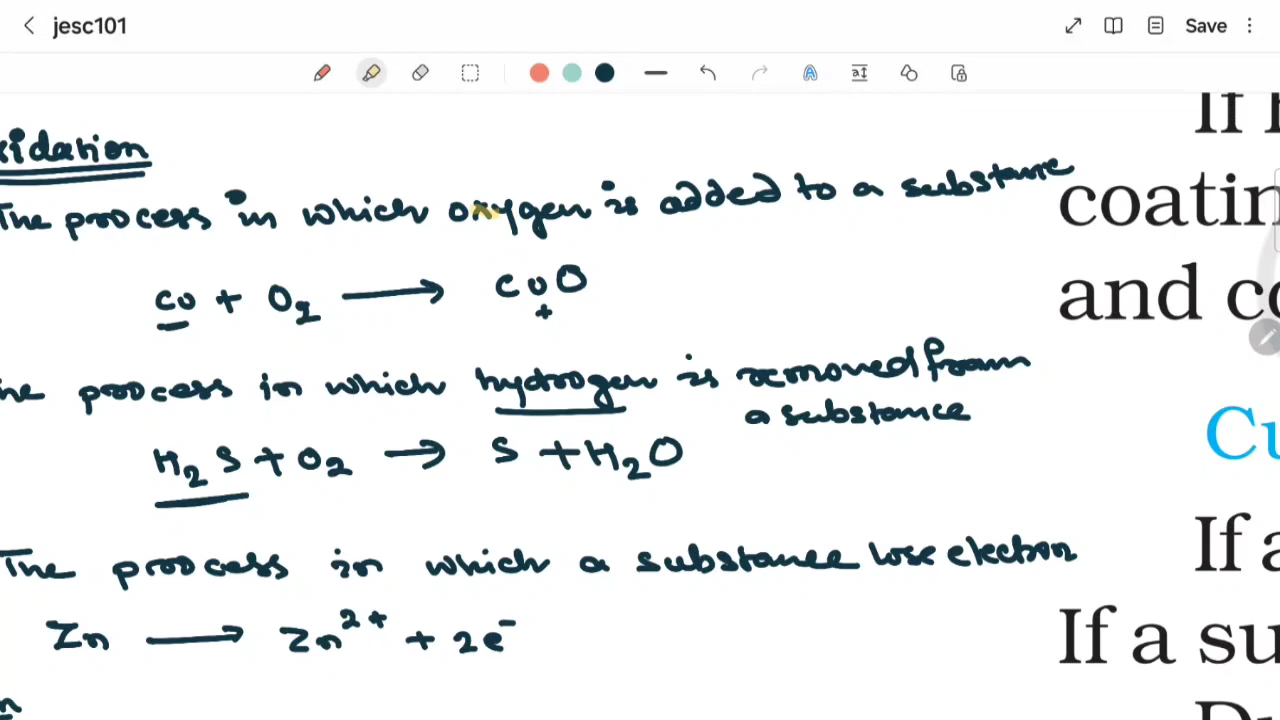 jesc101
Save
xidation
The process in which oxygen is added to a substance
Cu + O2 ⟶ CuO
he process in which hydrogen is removed from
a substance
H2S + O2 → S + H2O
The process in which a substance lose electron
Zn ⟶ Zn2+ + 2e-
coatin
and co
Cu
If a
If a su